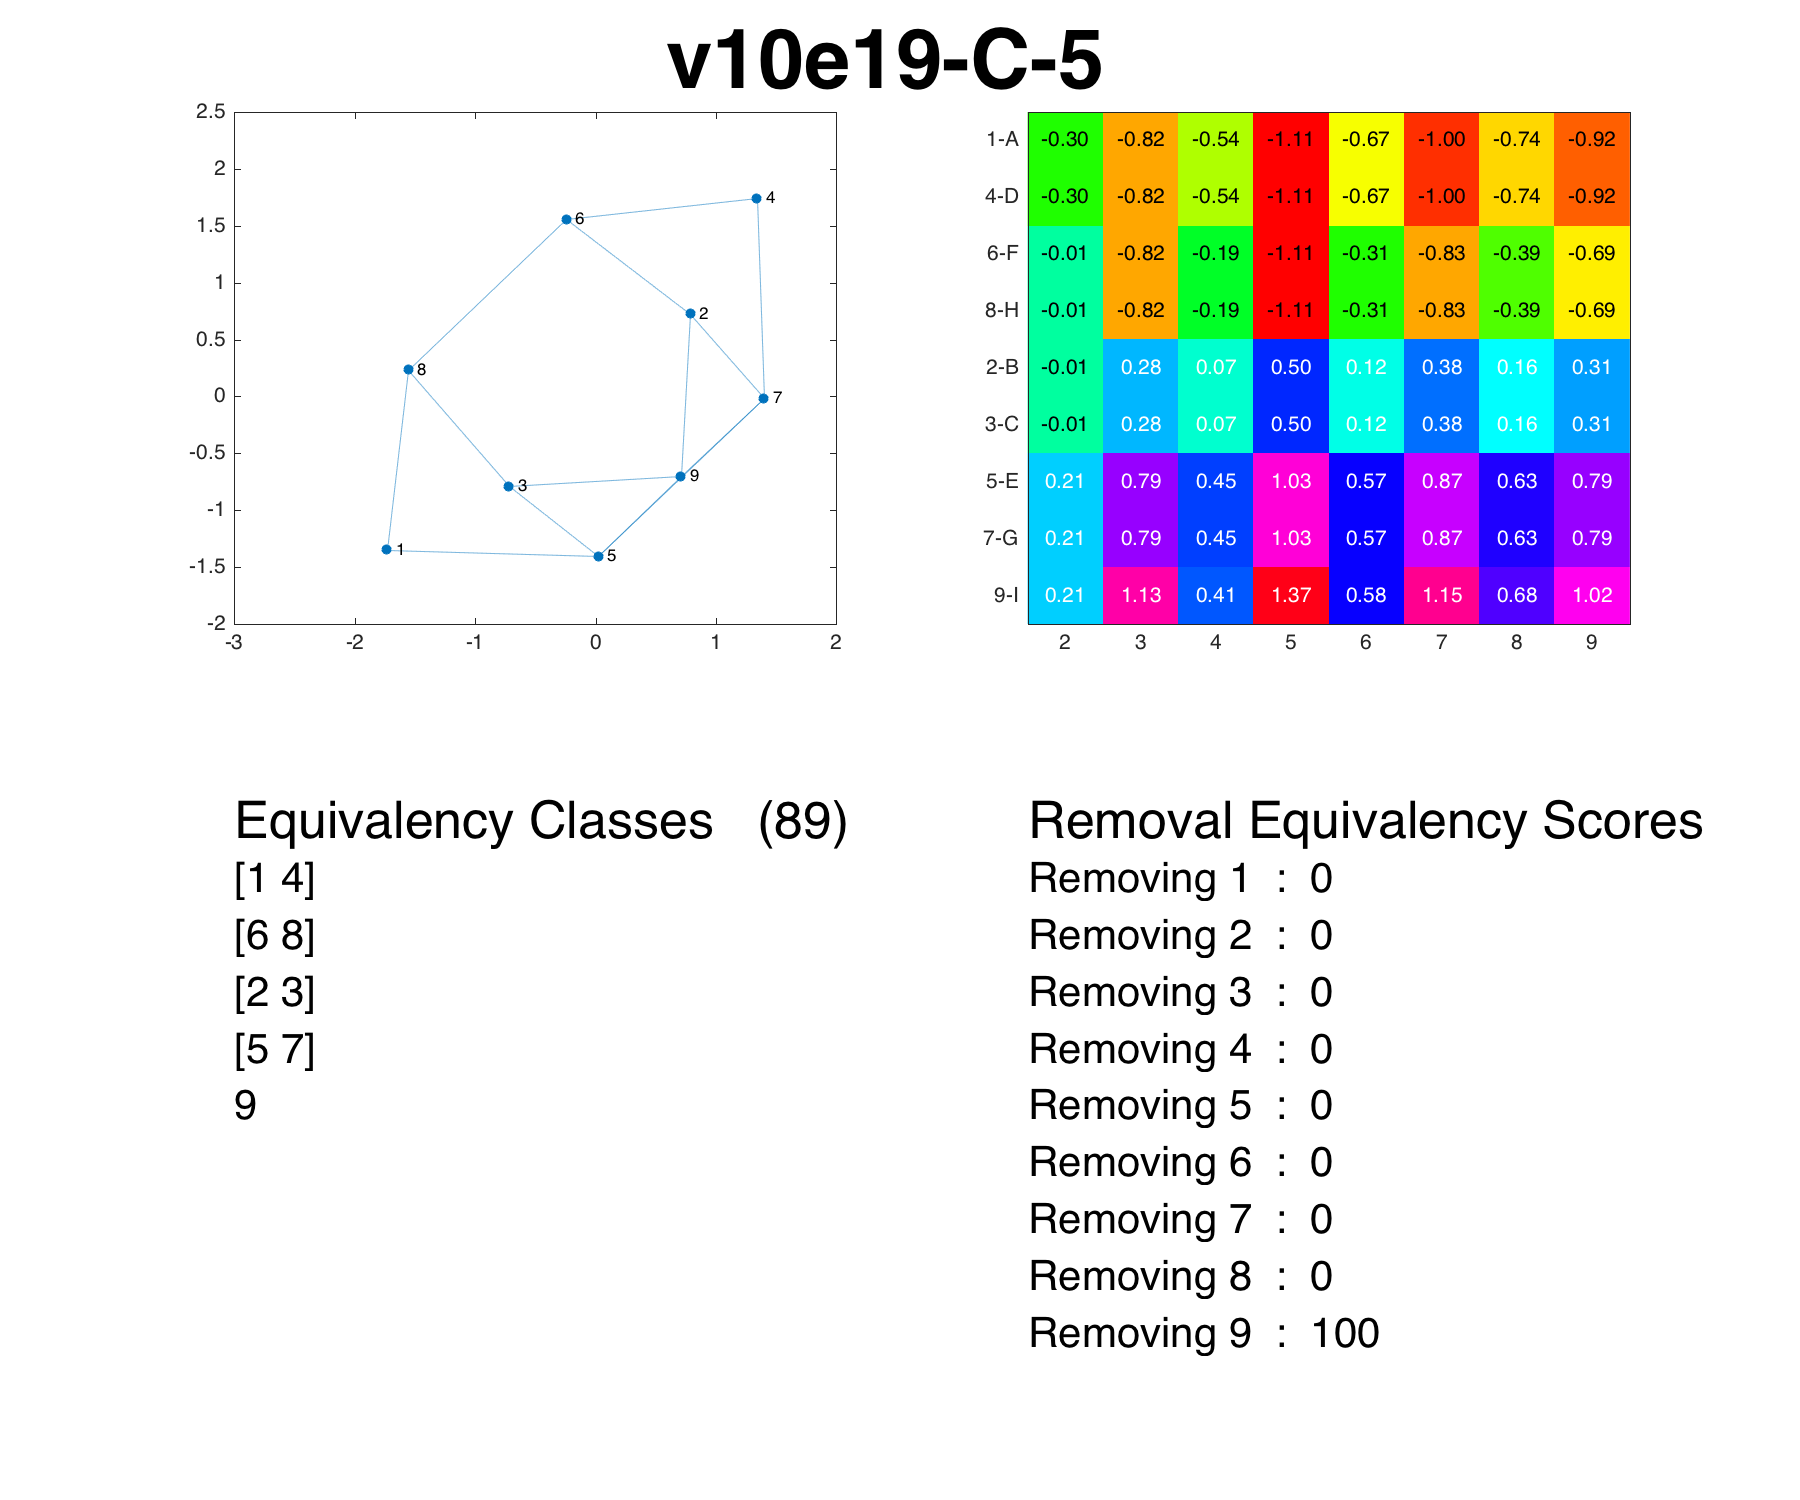 v10e19-C-5
2.5
2
1.5
1
0.5
0
-0.5
-1
-1.5
-2
-3 -2 -1 0 1 2
4
6
2
8
7
9
3
1
5
1-A -0.30 -0.82 -0.54 -1.11 -0.67 -1.00 -0.74 -0.92
4-D -0.30 -0.82 -0.54 -1.11 -0.67 -1.00 -0.74 -0.92
6-F -0.01 -0.82 -0.19 -1.11 -0.31 -0.83 -0.39 -0.69
8-H -0.01 -0.82 -0.19 -1.11 -0.31 -0.83 -0.39 -0.69
2-B -0.01 0.28 0.07 0.50 0.12 0.38 0.16 0.31
3-C -0.01 0.28 0.07 0.50 0.12 0.38 0.16 0.31
5-E 0.21 0.79 0.45 1.03 0.57 0.87 0.63 0.79
7-G 0.21 0.79 0.45 1.03 0.57 0.87 0.63 0.79
9-I 0.21 1.13 0.41 1.37 0.58 1.15 0.68 1.02
2 3 4 5 6 7 8 9
Equivalency Classes (89)
[1 4]
[6 8]
[2 3]
[5 7]
9
Removal Equivalency Scores
Removing 1 : 0
Removing 2 : 0
Removing 3 : 0
Removing 4 : 0
Removing 5 : 0
Removing 6 : 0
Removing 7 : 0
Removing 8 : 0
Removing 9 : 100